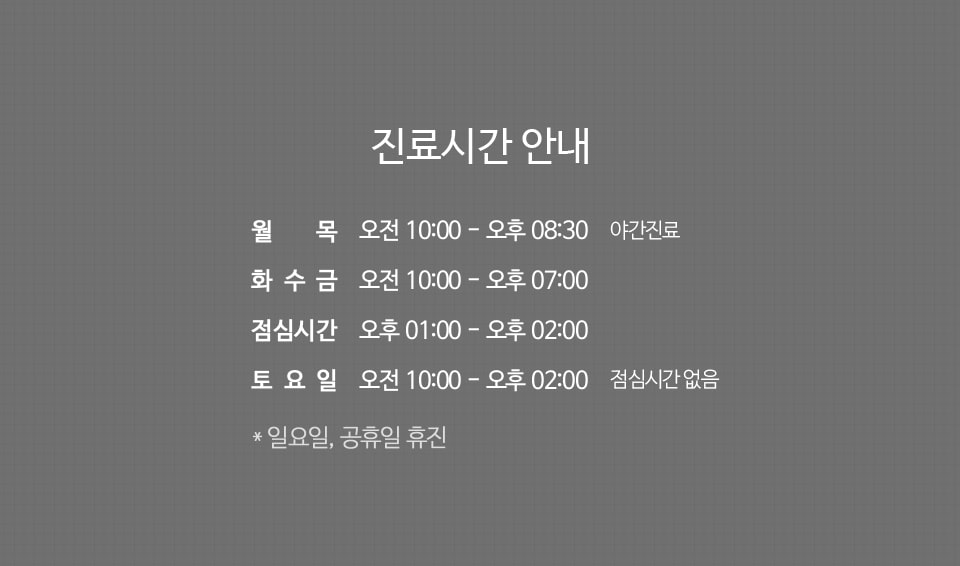 진료시간 안내
월 목 오전 10:00 - 오후 08:30 야간진료
화 수 금 오전 10:00 - 오후 07:00
점심시간 오후 01:00 - 오후 02:00
토 요 일 오전 10:00 - 오후 02:00 점심시간 없음
* 일요일, 공휴일 휴진